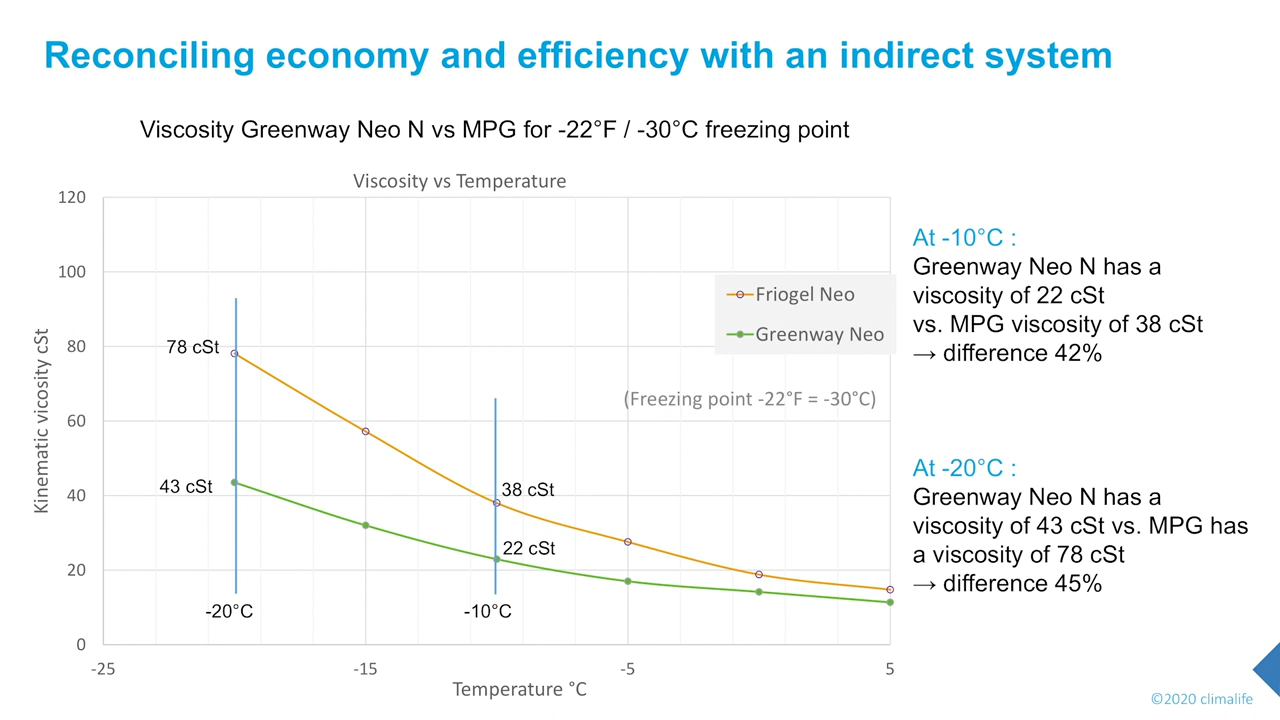 Reconciling economy and efficiency with an indirect system
Viscosity Greenway Neo N vs MPG for -22°F / -30°C freezing point
Viscosity vs Temperature
120
100
80
60
40
20
0
Kinematic vicosity cSt
78 cSt
43 cSt
38 cSt
22 cSt
-20°C
-10°C
Friogel Neo
Greenway Neo
(Freezing point -22°F = -30°C)
-25
-15
-5
5
Temperature °C
At -10°C :
Greenway Neo N has a
viscosity of 22 cSt
vs. MPG viscosity of 38 cSt
→ difference 42%
At -20°C :
Greenway Neo N has a
viscosity of 43 cSt vs. MPG has
a viscosity of 78 cSt
→ difference 45%
©2020 climalife